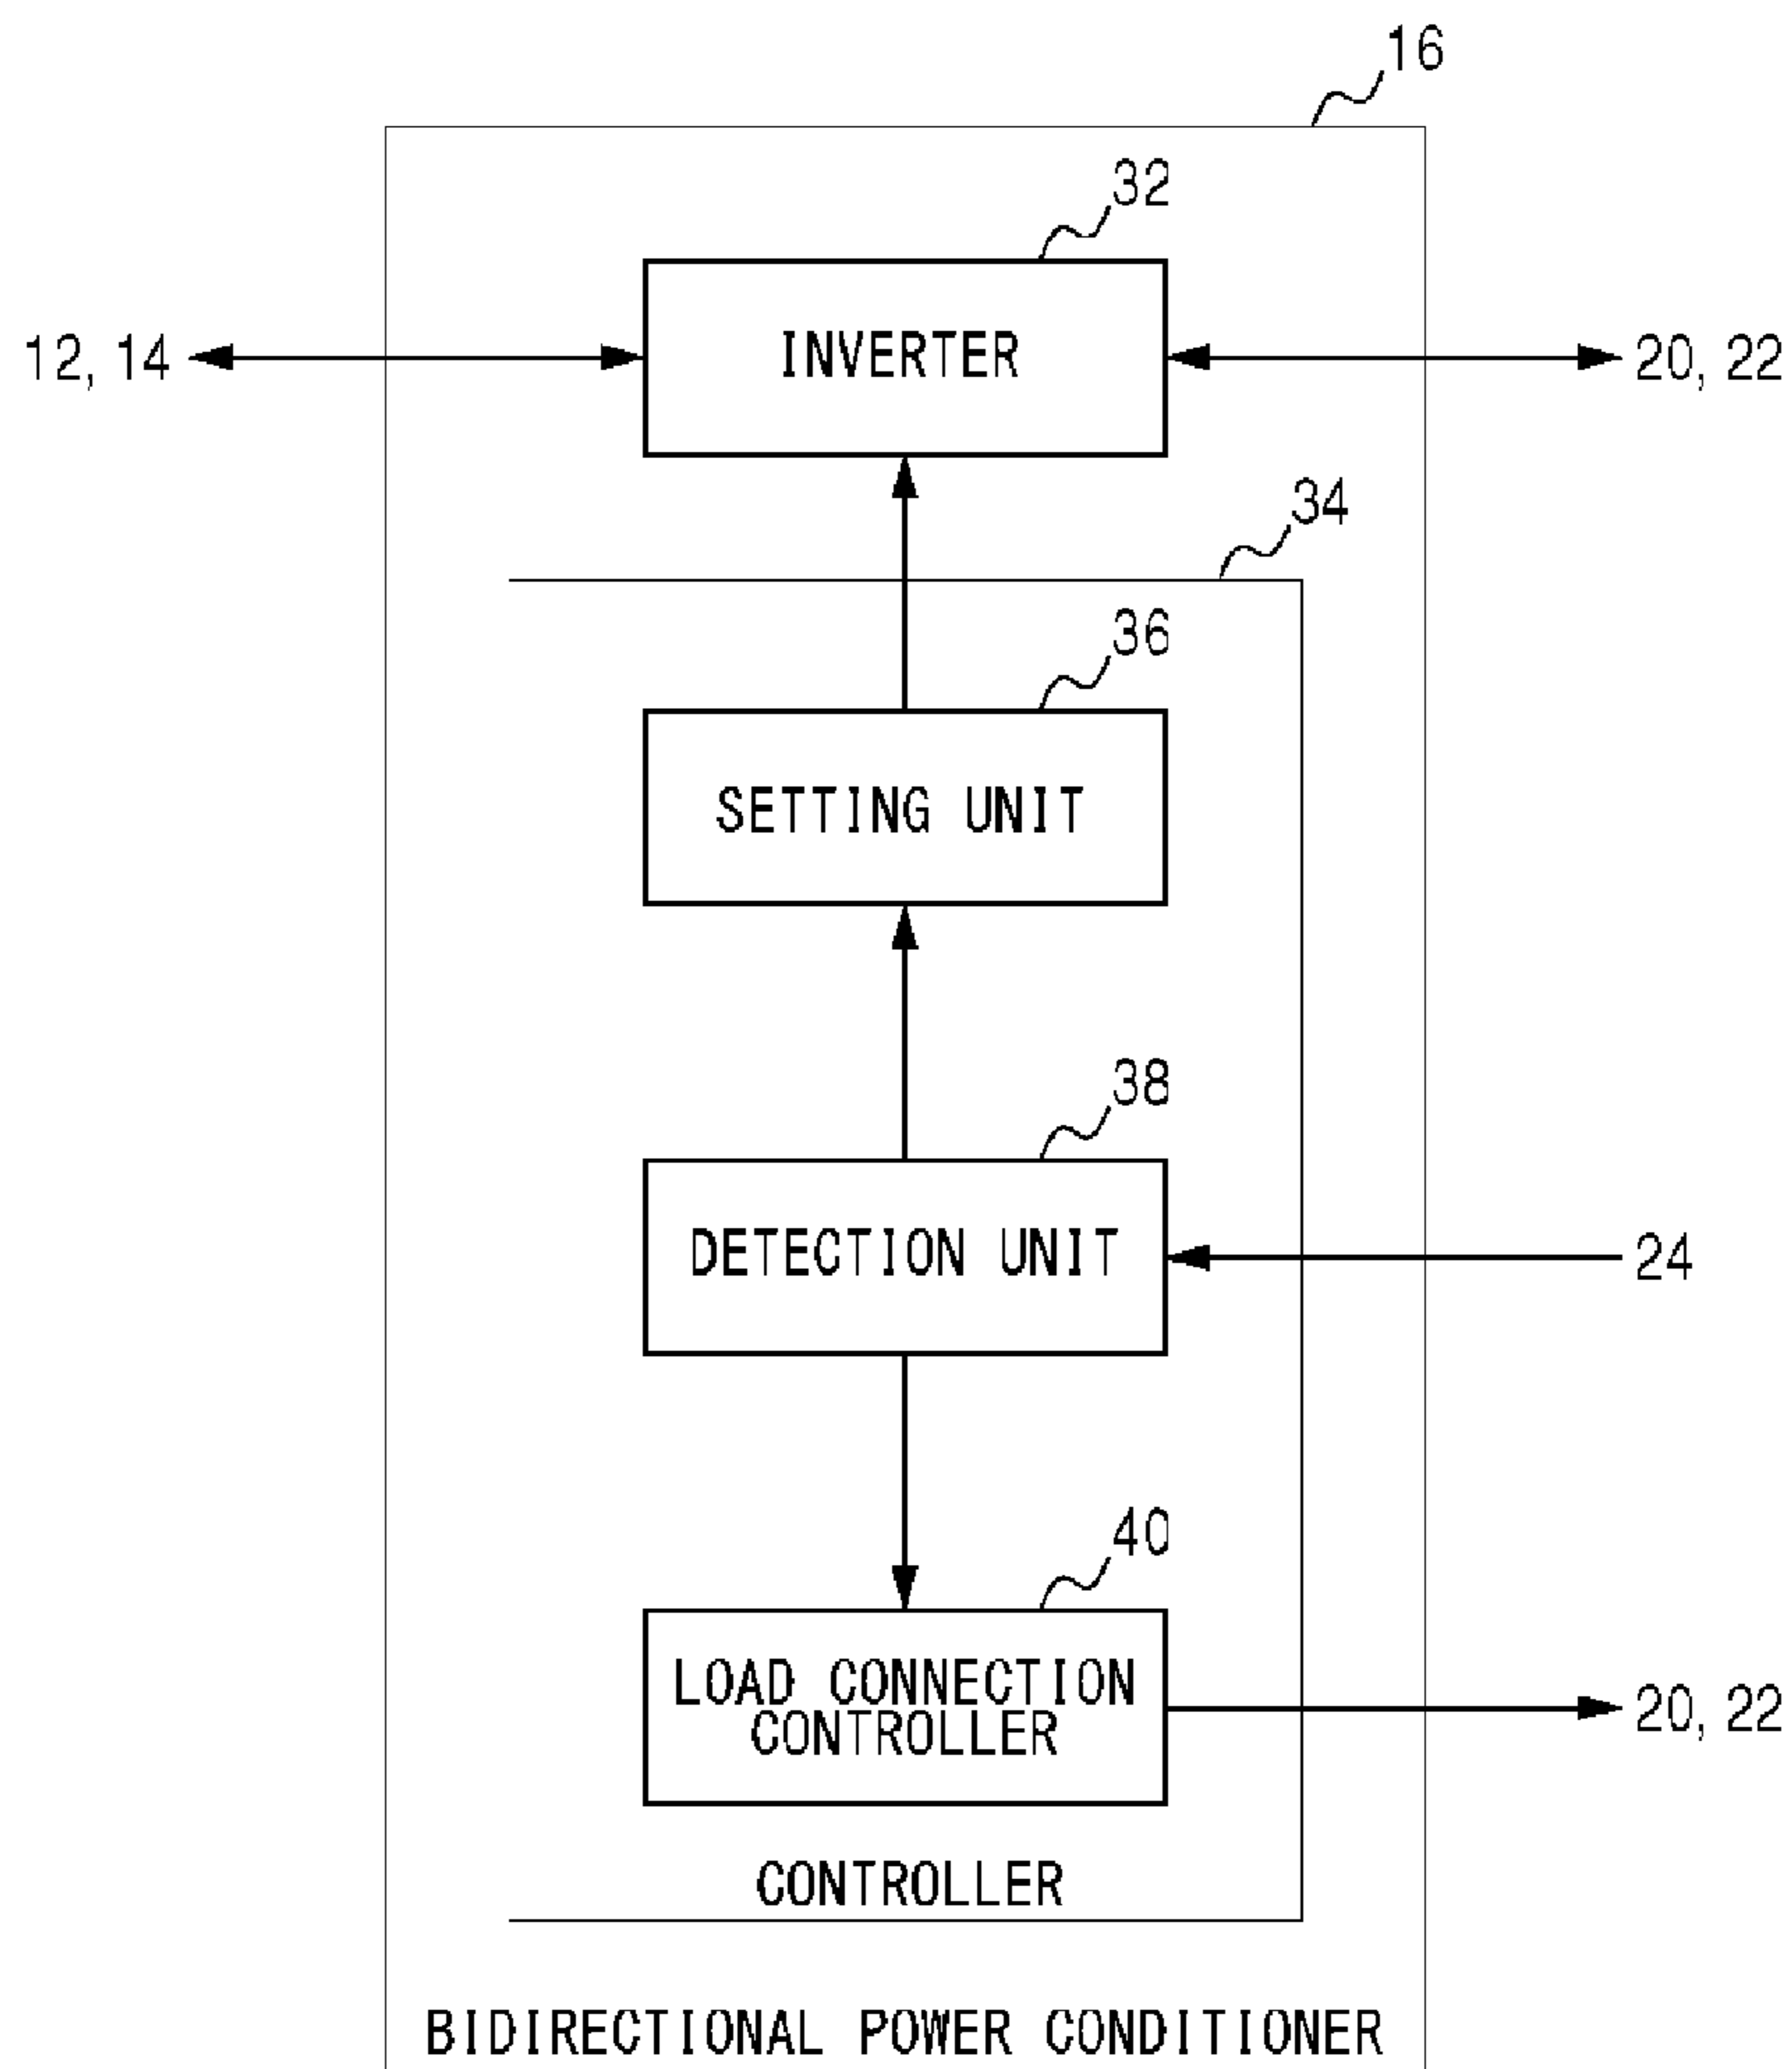 16
32
INVERTER
12, 14
20, 22
34
36
SETTING UNIT
38
DETECTION UNIT
24
40
LOAD CONNECTION
CONTROLLER
20, 22
CONTROLLER
BIDIRECTIONAL POWER CONDITIONER